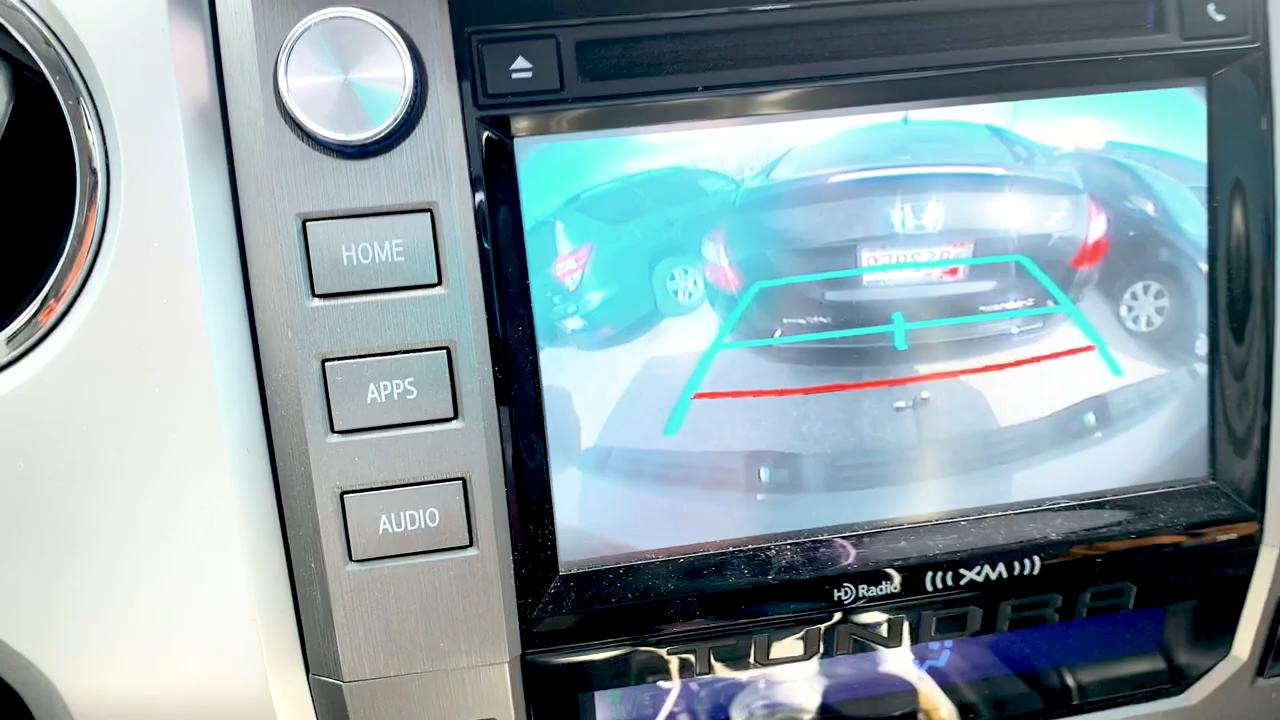 HOME
APPS
AUDIO
HD Radio
((( XM )))
TUNDRA